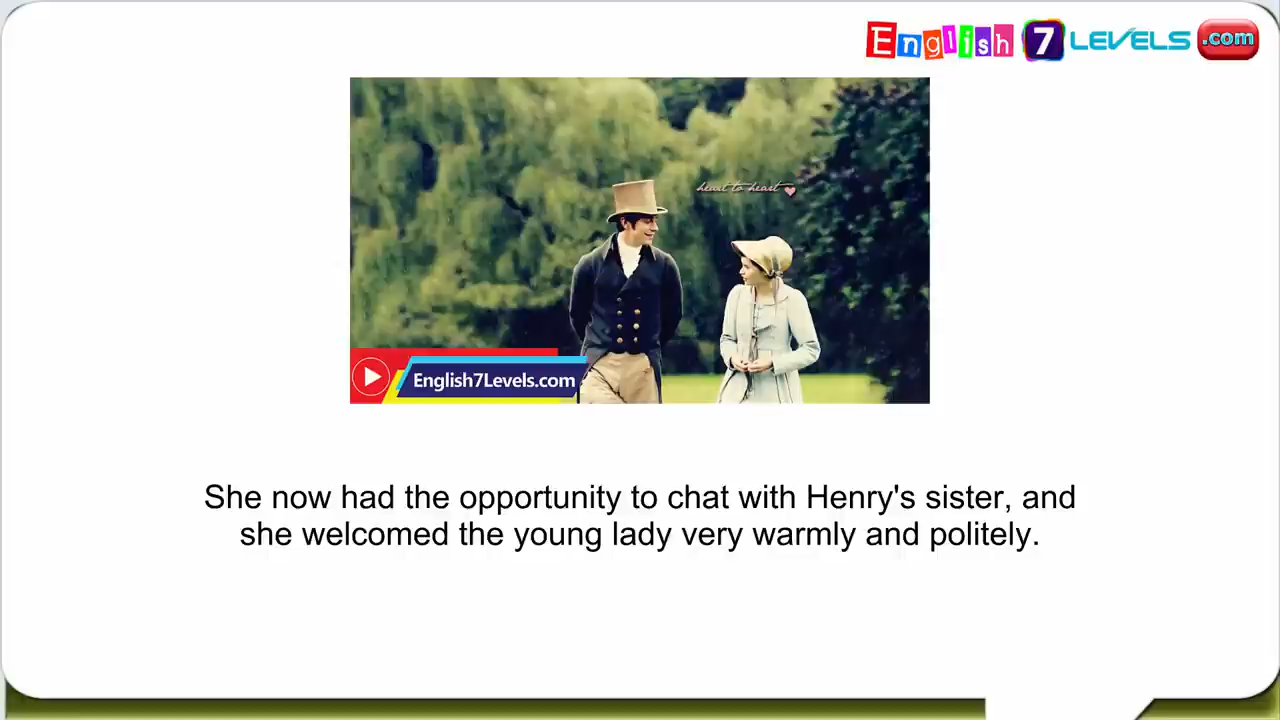 English 7 LEVELS .com
heart to heart
English7Levels.com
She now had the opportunity to chat with Henry's sister, and
she welcomed the young lady very warmly and politely.